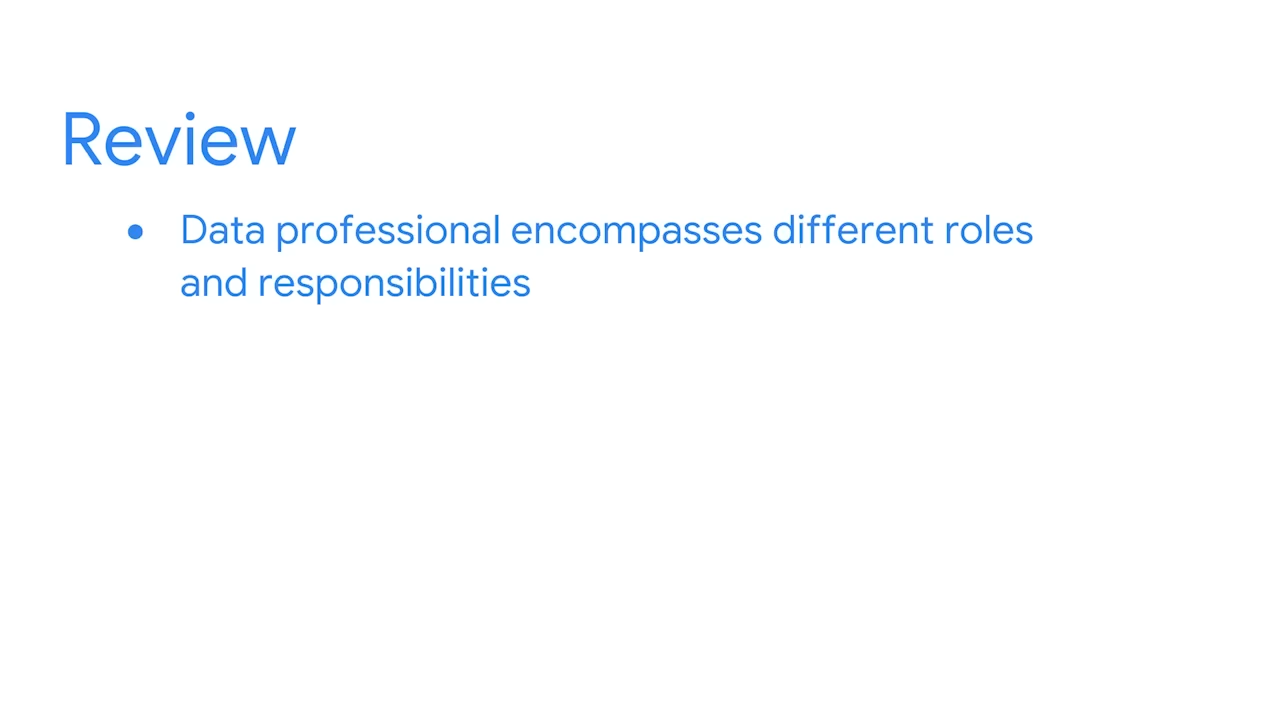 Review
• Data professional encompasses different roles
and responsibilities